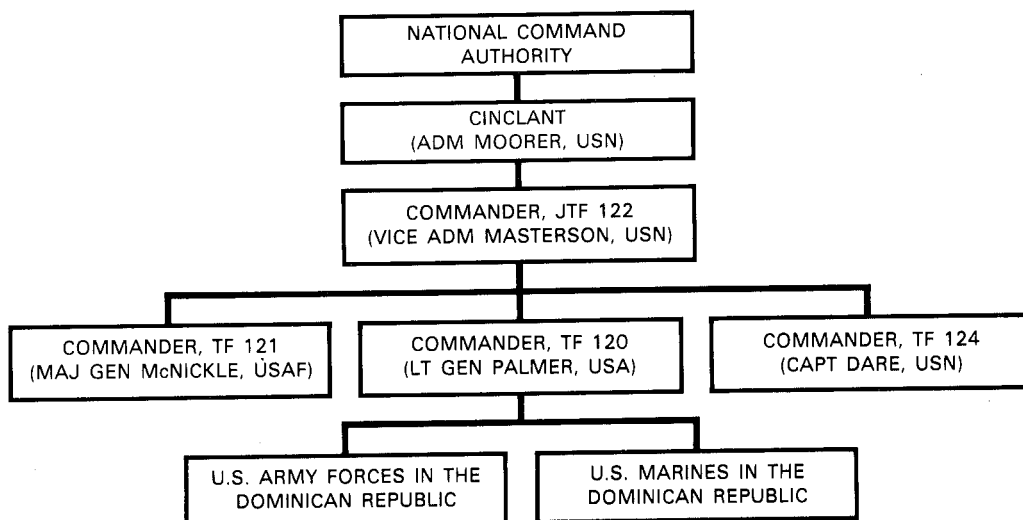 NATIONAL COMMAND
AUTHORITY
CINCLANT
(ADM MOORER, USN)
COMMANDER, JTF 122
(VICE ADM MASTERSON, USN)
COMMANDER, TF 121
(MAJ GEN McNICKLE, USAF)
COMMANDER, TF 120
(LT GEN PALMER, USA)
COMMANDER, TF 124
(CAPT DARE, USN)
U.S. ARMY FORCES IN THE
DOMINICAN REPUBLIC
U.S. MARINES IN THE
DOMINICAN REPUBLIC